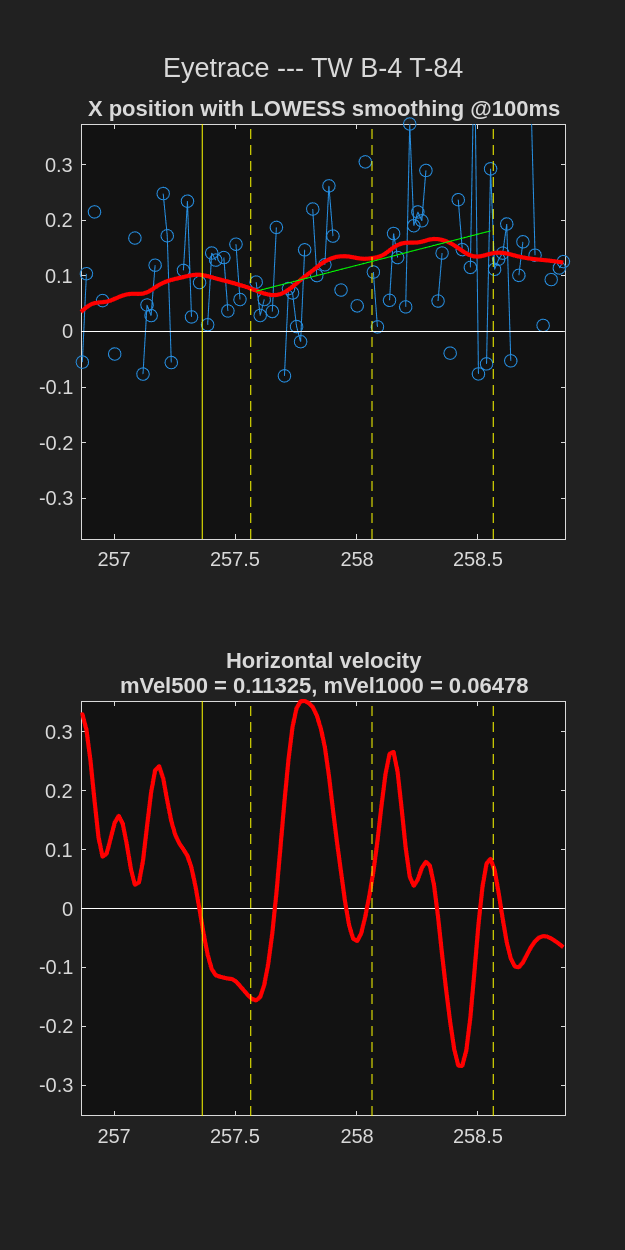 Eyetrace --- TW B-4 T-84
X position with LOWESS smoothing @100ms
0.3
0.2
0.1
0
-0.1
-0.2
-0.3
257 257.5 258 258.5
Horizontal velocity
mVel500 = 0.11325, mVel1000 = 0.06478
0.3
0.2
0.1
0
-0.1
-0.2
-0.3
257 257.5 258 258.5